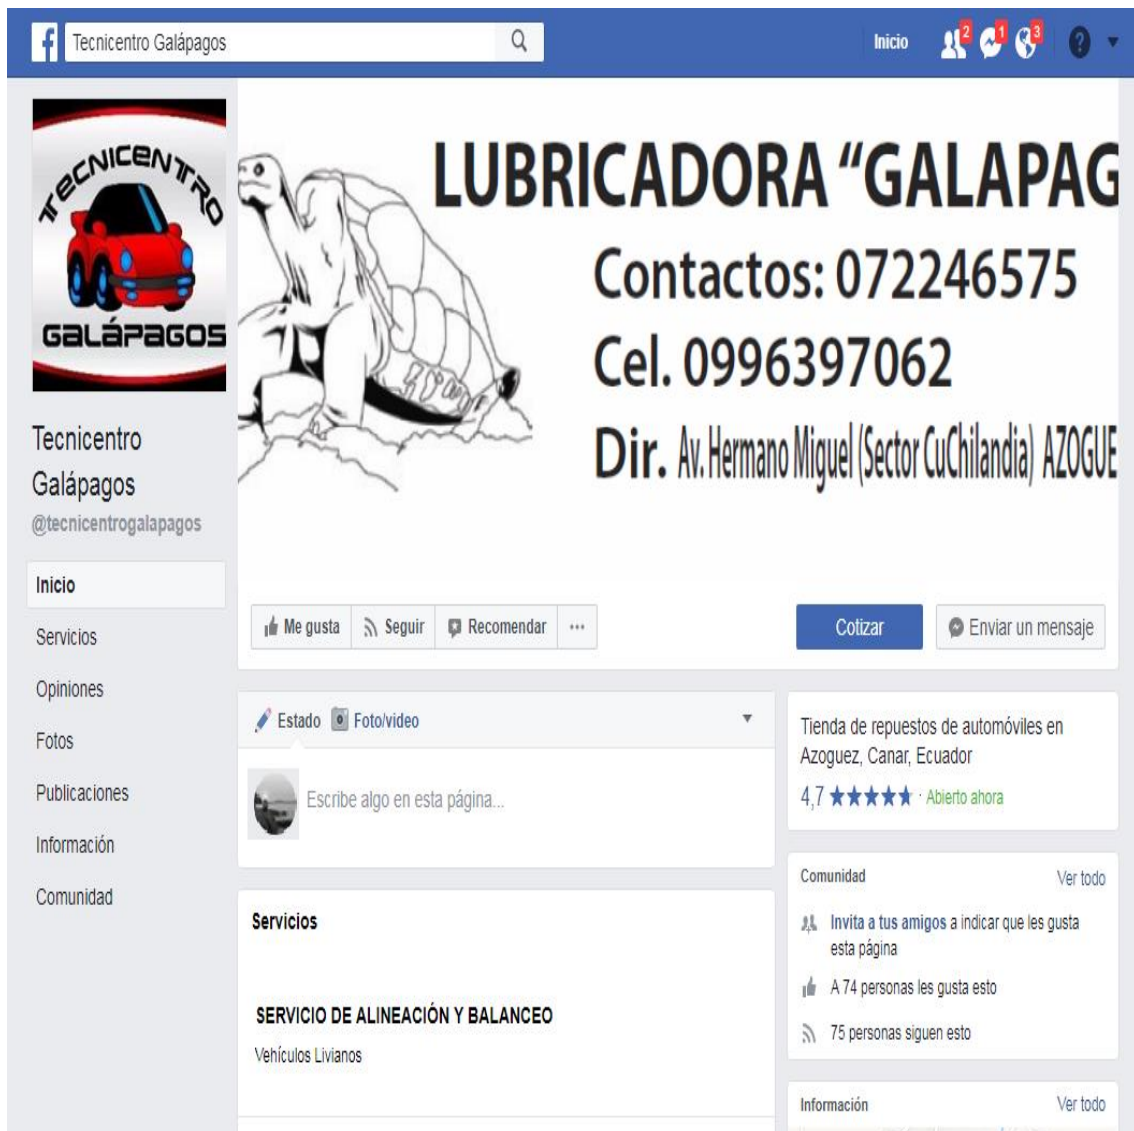 Tecnicentro Galápagos
Inicio
2
1
3
?
TECNICENTRO
GALÁPAGOS
LUBRICADORA “GALAPAG
Contactos: 072246575
Cel. 0996397062
Dir. Av. Hermano Miguel (Sector CuChilandia) AZOGUE
Tecnicentro
Galápagos
@tecnicentrogalapagos
Inicio
Servicios
Opiniones
Fotos
Publicaciones
Información
Comunidad
Me gusta
Seguir
Recomendar
...
Cotizar
Enviar un mensaje
Estado
Foto/video
Escribe algo en esta página...
Servicios
SERVICIO DE ALINEACIÓN Y BALANCEO
Vehículos Livianos
Tienda de repuestos de automóviles en
Azoguez, Canar, Ecuador
4,7 ★★★★★ · Abierto ahora
Comunidad
Ver todo
Invita a tus amigos a indicar que les gusta
esta página
A 74 personas les gusta esto
75 personas siguen esto
Información
Ver todo